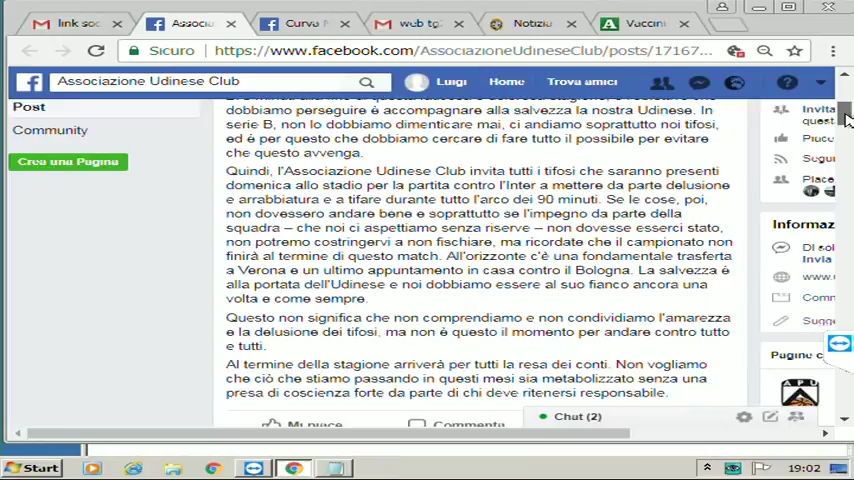 link soc
Associa
Curva N
web tg2
Notizia
Vaccini
Sicuro
https://www.facebook.com/AssociazioneUdineseClub/posts/17167...
Associazione Udinese Club
Luigi
Home
Trova amici
Post
Community
Crea una Pagina
dobbiamo perseguire è accompagnare alla salvezza la nostra Udinese. In
serie B, non lo dobbiamo dimenticare mai, ci andiamo soprattutto noi tifosi,
ed é per questo che dobbiamo cercare di fare tutto il possibile per evitare
che questo avvenga.
Quindi, l'Associazione Udinese Club invita tutti i tifosi che saranno presenti
domenica allo stadio per la partita contro l'Inter a mettere da parte delusione
e arrabbiatura e a tifare durante tutto l'arco dei 90 minuti. Se le cose, poi,
non dovessero andare bene e soprattutto se l'impegno da parte della
squadra – che noi ci aspettiamo senza riserve – non dovesse esserci stato,
non potremo costringervi a non fischiare, ma ricordate che il campionato non
finirà al termine di questo match. All'orizzonte c'è una fondamentale trasferta
a Verona e un ultimo appuntamento in casa contro il Bologna. La salvezza è
alla portata dell'Udinese e noi dobbiamo essere al suo fianco ancora una
volta e come sempre.
Questo non significa che non comprendiamo e non condividiamo l'amarezza
e la delusione dei tifosi, ma non è questo il momento per andare contro tutto
e tutti.
Al termine della stagione arriverà per tutti la resa dei conti. Non vogliamo
che ciò che stiamo passando in questi mesi sia metabolizzato senza una
presa di coscienza forte da parte di chi deve ritenersi responsabile.
Mi piace
Commenta
Invita
quest
Piace
Segui
Place
Informaz
Di sol
Invia
www.
Comm
Sugge
Pagine c
APU
Chat (2)
Start
19:02